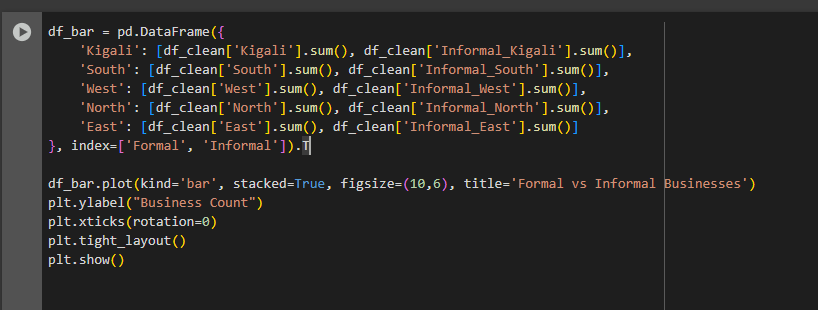 df_bar = pd.DataFrame({
    'Kigali': [df_clean['Kigali'].sum(), df_clean['Informal_Kigali'].sum()],
    'South': [df_clean['South'].sum(), df_clean['Informal_South'].sum()],
    'West': [df_clean['West'].sum(), df_clean['Informal_West'].sum()],
    'North': [df_clean['North'].sum(), df_clean['Informal_North'].sum()],
    'East': [df_clean['East'].sum(), df_clean['Informal_East'].sum()]
}, index=['Formal', 'Informal']).T

df_bar.plot(kind='bar', stacked=True, figsize=(10,6), title='Formal vs Informal Businesses')
plt.ylabel("Business Count")
plt.xticks(rotation=0)
plt.tight_layout()
plt.show()